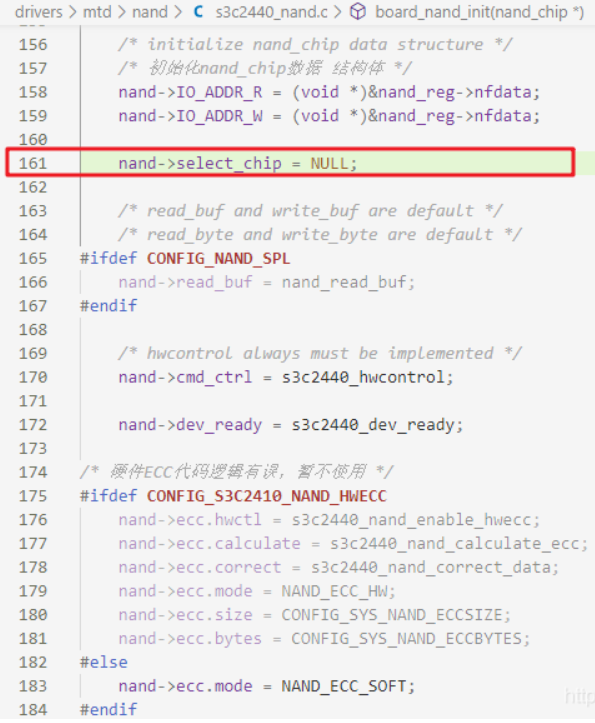 drivers > mtd > nand > C s3c2440_nand.c > board_nand_init(nand_chip *)
156 /* initialize nand_chip data structure */
157 /* 初始化nand_chip数据 结构体 */
158 nand->IO_ADDR_R = (void *)&nand_reg->nfdata;
159 nand->IO_ADDR_W = (void *)&nand_reg->nfdata;
160
161 nand->select_chip = NULL;
162
163 /* read_buf and write_buf are default */
164 /* read_byte and write_byte are default */
165 #ifdef CONFIG_NAND_SPL
166 nand->read_buf = nand_read_buf;
167 #endif
168
169 /* hwcontrol always must be implemented */
170 nand->cmd_ctrl = s3c2440_hwcontrol;
171
172 nand->dev_ready = s3c2440_dev_ready;
173
174 /* 硬件ECC代码逻辑有误，暂不使用 */
175 #ifdef CONFIG_S3C2410_NAND_HWECC
176 nand->ecc.hwctl = s3c2440_nand_enable_hwecc;
177 nand->ecc.calculate = s3c2440_nand_calculate_ecc;
178 nand->ecc.correct = s3c2440_nand_correct_data;
179 nand->ecc.mode = NAND_ECC_HW;
180 nand->ecc.size = CONFIG_SYS_NAND_ECCSIZE;
181 nand->ecc.bytes = CONFIG_SYS_NAND_ECCBYTES;
182 #else
183 nand->ecc.mode = NAND_ECC_SOFT;
184 #endif